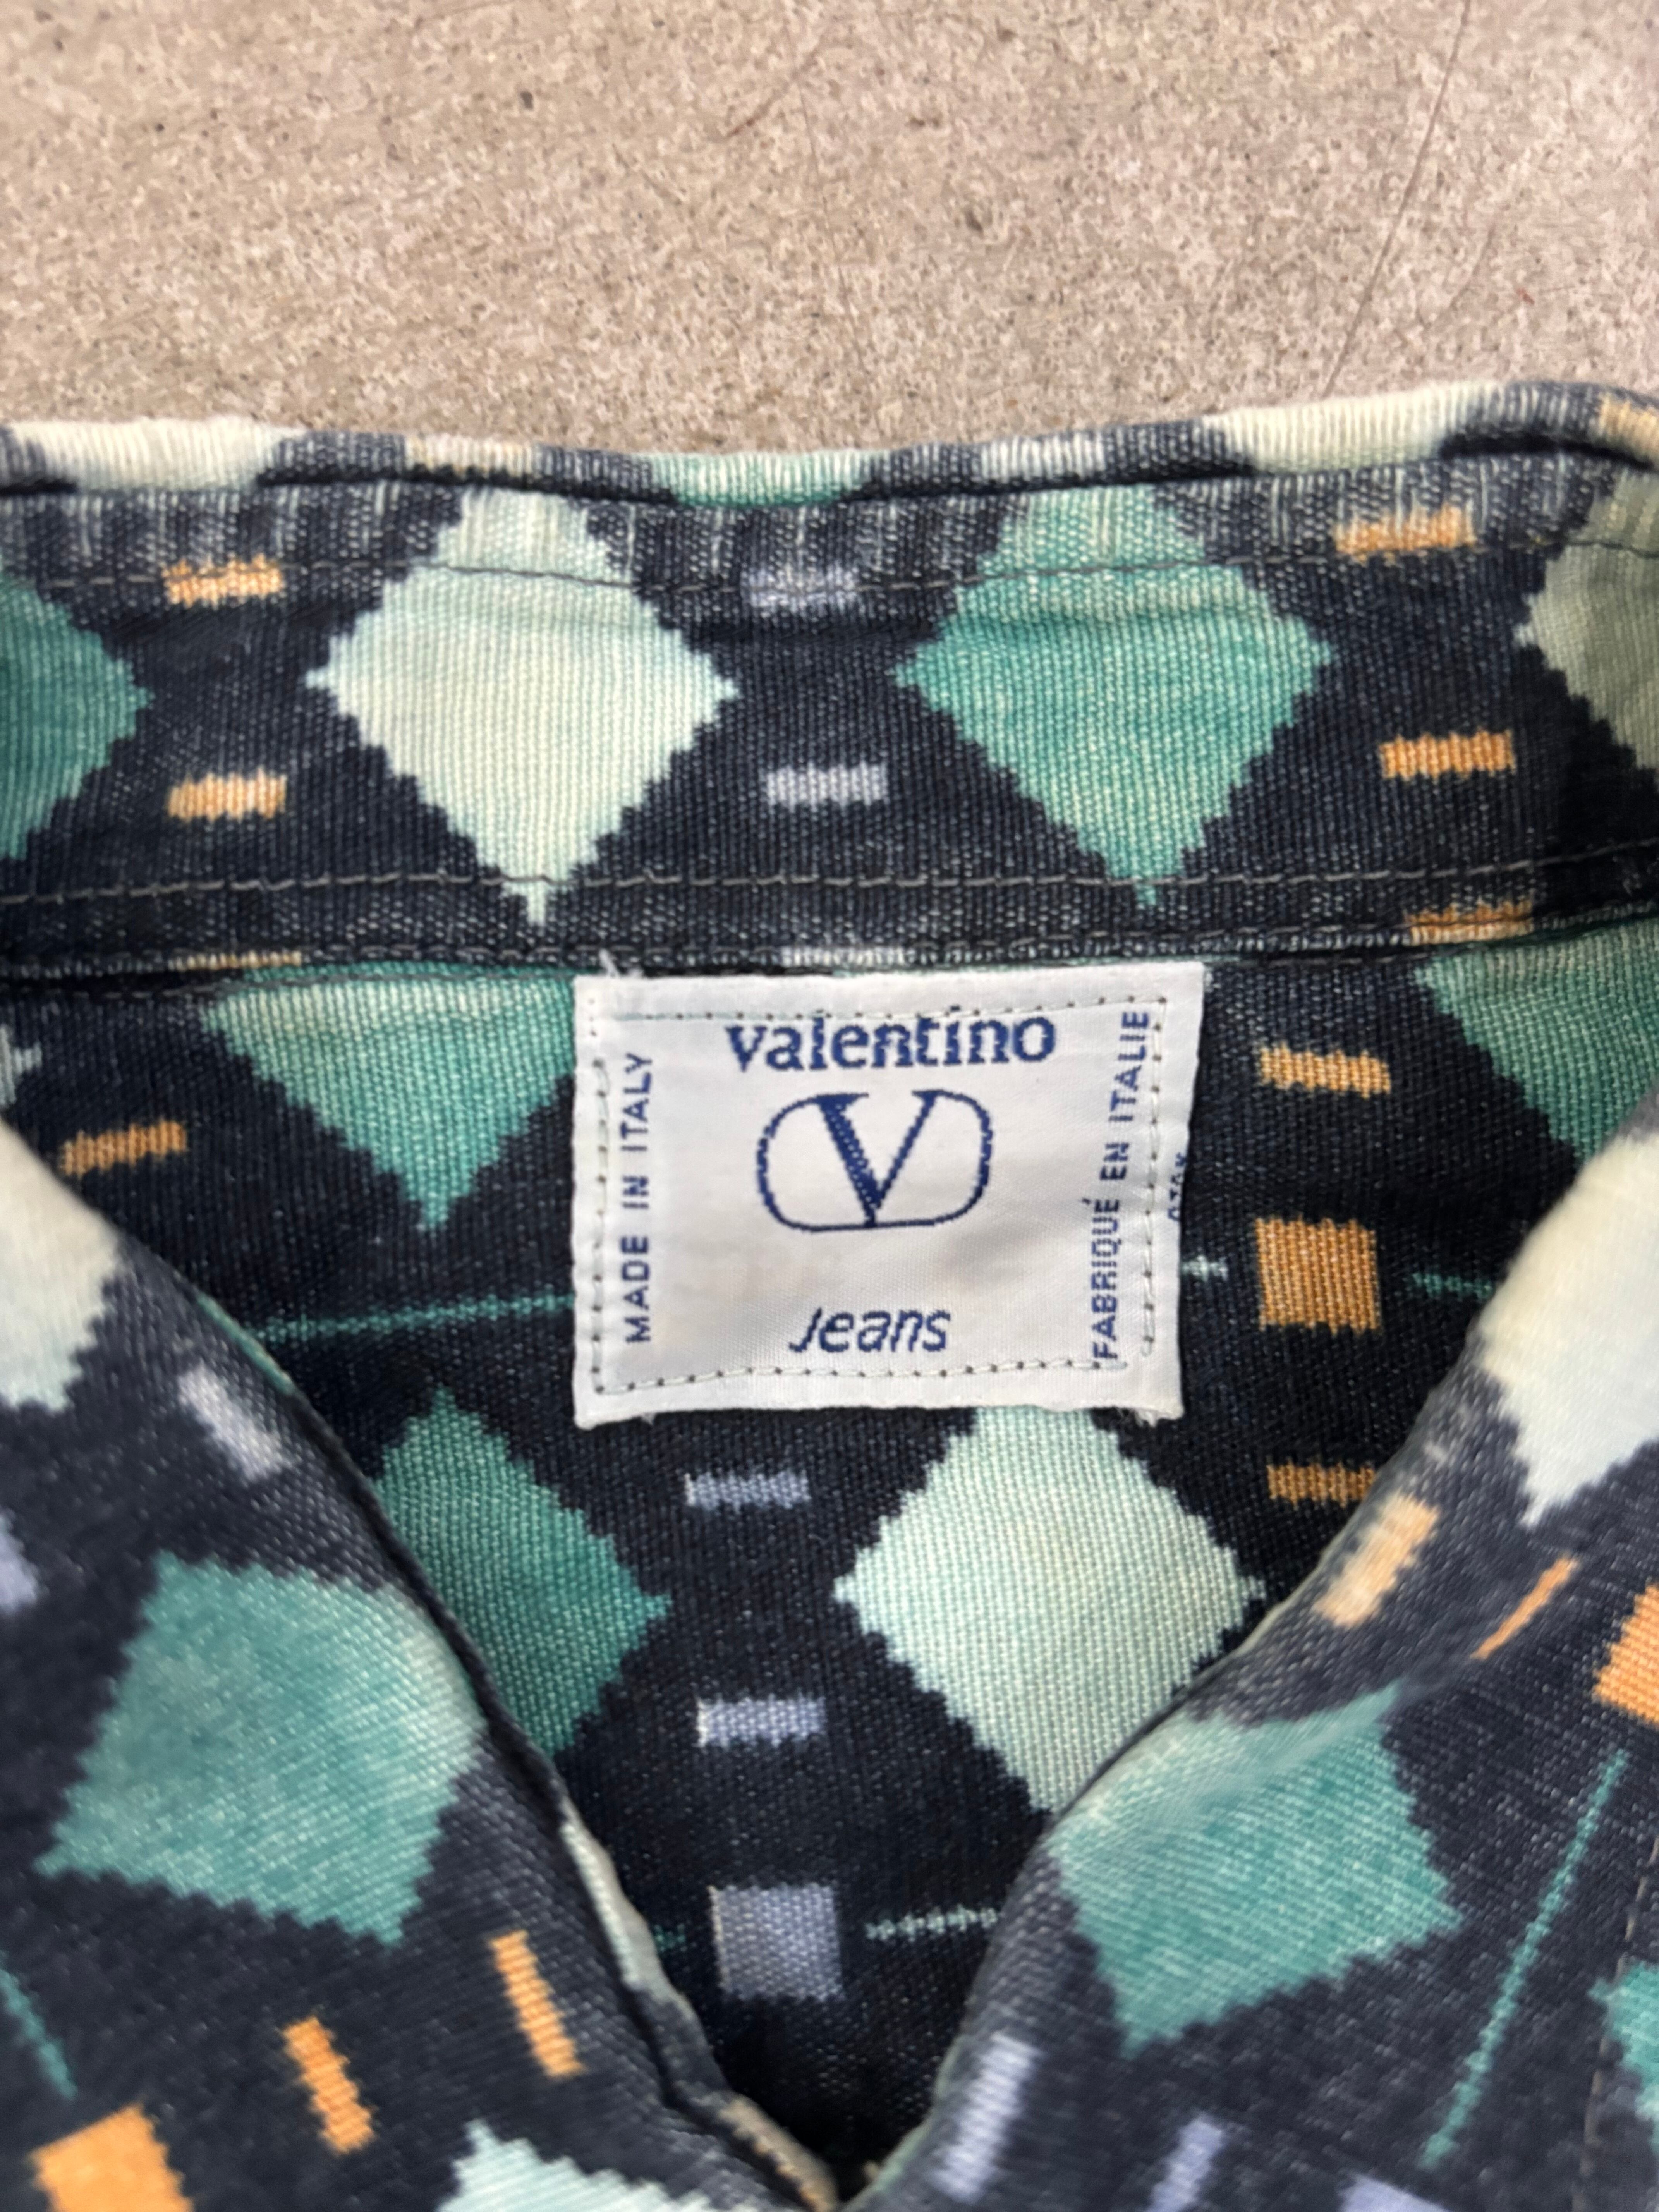 valentino
V
Jeans
MADE IN ITALY
FABRIQUÉ EN ITALIE